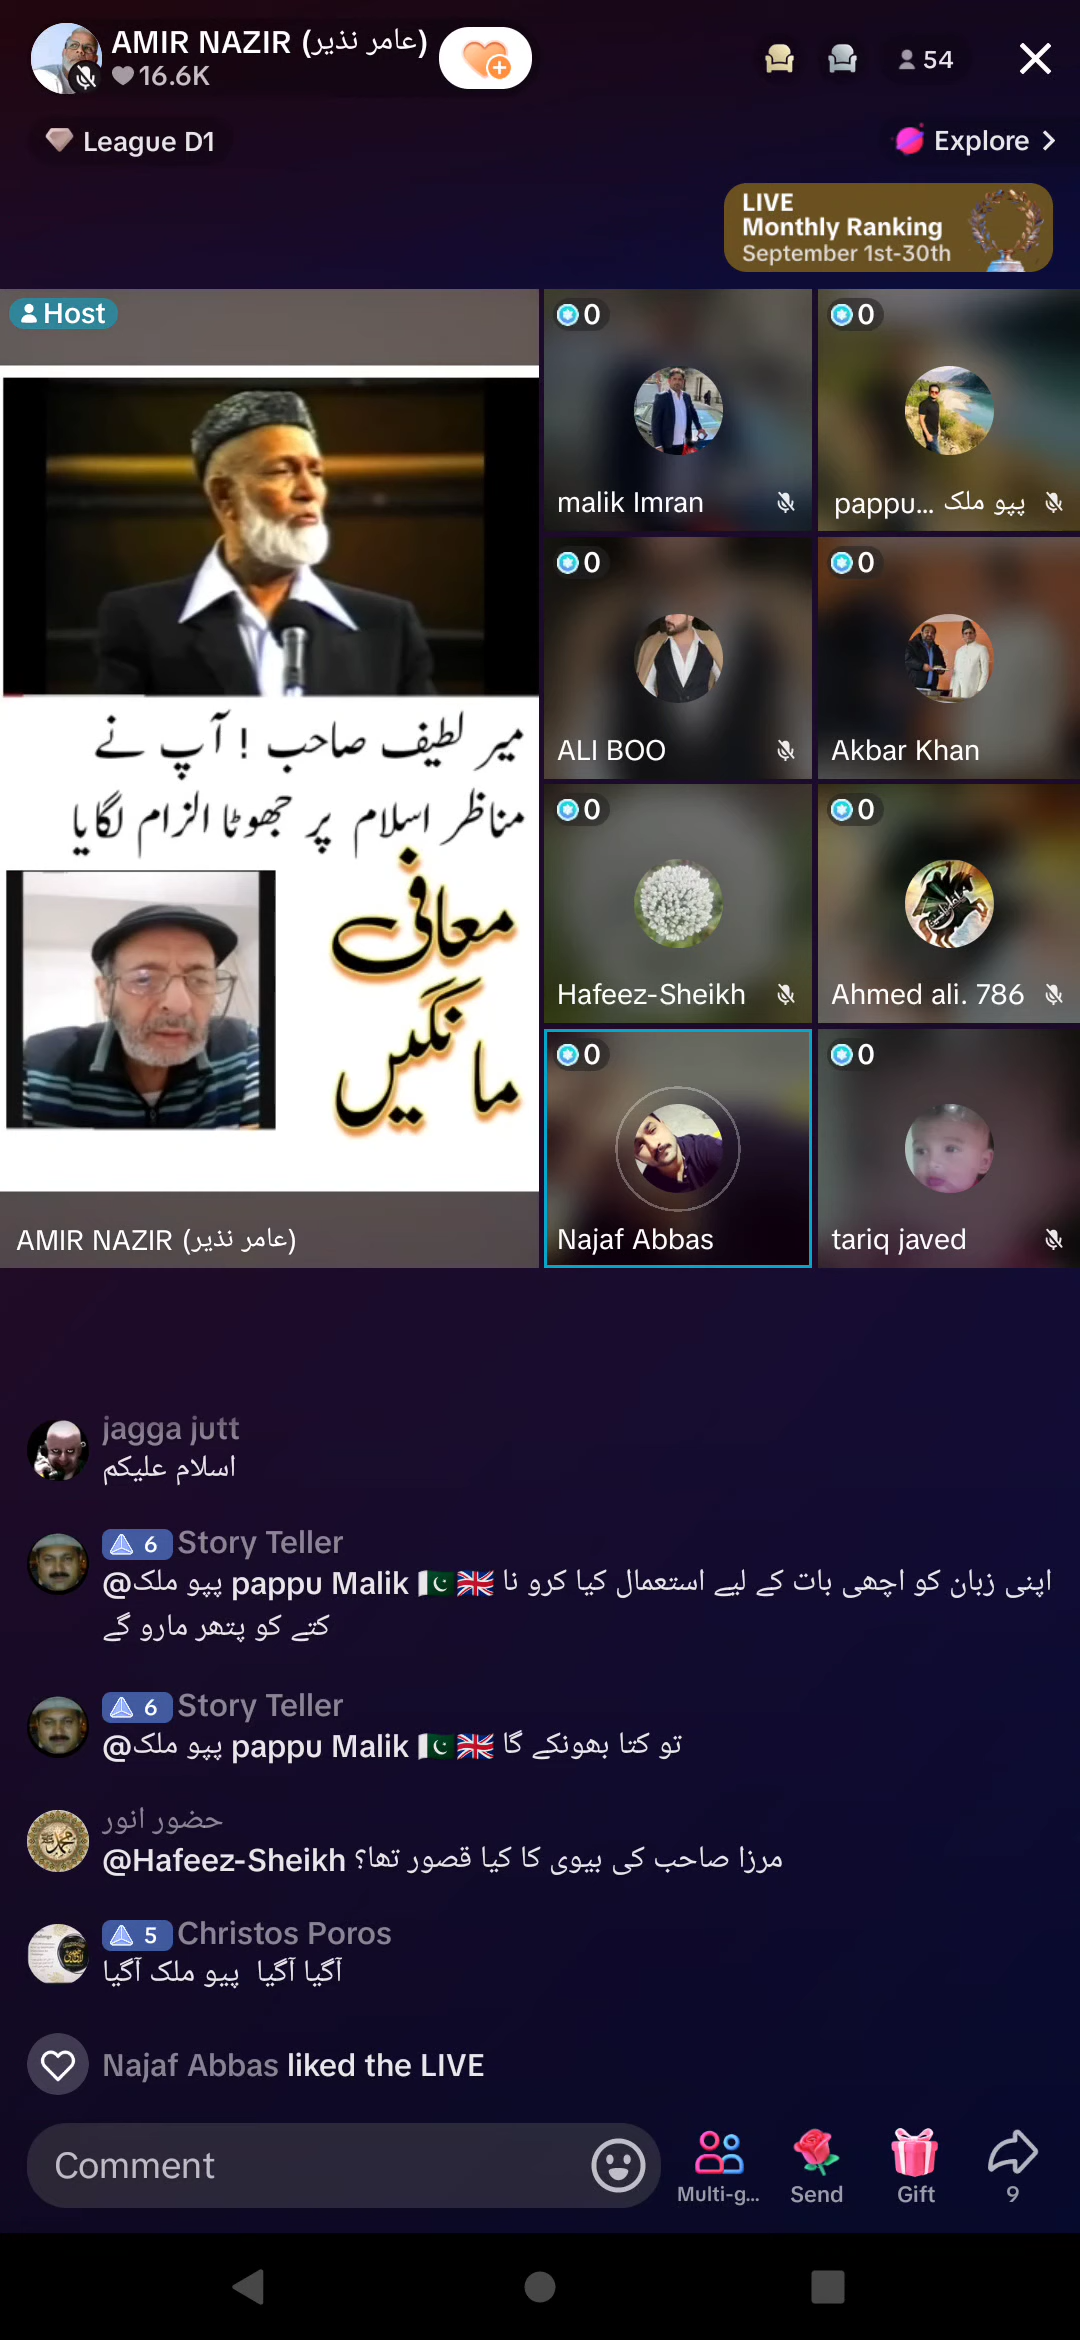 AMIR NAZIR (عامر نذیر)
16.6K
54
League D1
Explore
LIVE
Monthly Ranking
September 1st-30th
Host
میر لطیف صاحب ! آپ نے
مناظر اسلام پر جھوٹا الزام لگایا
معافی
مانگیں
AMIR NAZIR (عامر نذیر)
0
malik Imran
0
pappu... پپو ملک
0
ALI BOO
0
Akbar Khan
0
Hafeez-Sheikh
0
Ahmed ali. 786
0
Najaf Abbas
0
tariq javed
jagga jutt
اسلام علیکم
6 Story Teller
@پپو ملک pappu Malik 🇵🇰🇬🇧 اپنی زبان کو اچھی بات کے لیے استعمال کیا کرو نا
کتے کو پتھر مارو گے
6 Story Teller
@پپو ملک pappu Malik 🇵🇰🇬🇧 تو کتا بھونکے گا
حضور انور
@Hafeez-Sheikh مرزا صاحب کی بیوی کا کیا قصور تھا؟
5 Christos Poros
آگیا آگیا پیو ملک آگیا
Najaf Abbas liked the LIVE
Comment
Multi-g...
Send
Gift
9